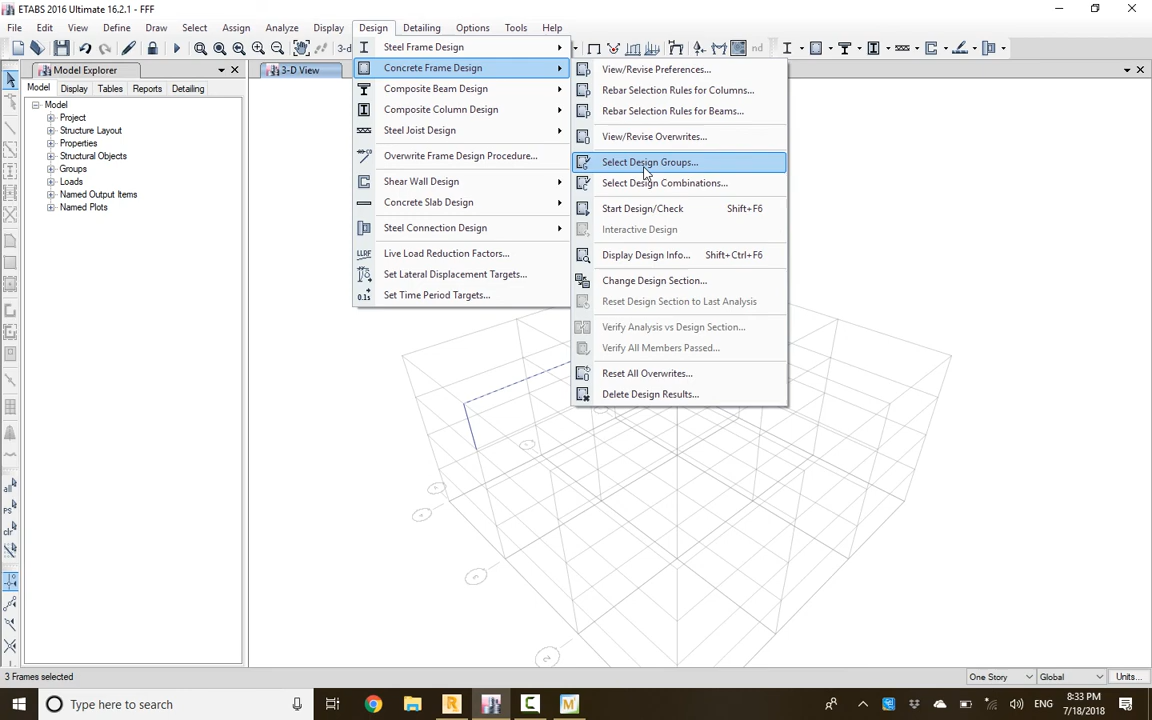 ETABS 2016 Ultimate 16.2.1 - FFF
File Edit View Define Draw Select Assign Analyze Display Design Detailing Options Tools Help
3-d nd
Model Explorer
3-D View
Model Display Tables Reports Detailing
Model
Project
Structure Layout
Properties
Structural Objects
Groups
Loads
Named Output Items
Named Plots
Steel Frame Design
Concrete Frame Design
Composite Beam Design
Composite Column Design
Steel Joist Design
Overwrite Frame Design Procedure...
Shear Wall Design
Concrete Slab Design
Steel Connection Design
LLRF Live Load Reduction Factors...
Set Lateral Displacement Targets...
0.1s Set Time Period Targets...
View/Revise Preferences...
Rebar Selection Rules for Columns...
Rebar Selection Rules for Beams...
View/Revise Overwrites...
Select Design Groups...
Select Design Combinations...
Start Design/Check Shift+F6
Interactive Design
Display Design Info... Shift+Ctrl+F6
Change Design Section...
Reset Design Section to Last Analysis
Verify Analysis vs Design Section...
Verify All Members Passed...
Reset All Overwrites...
Delete Design Results...
all
PS
clr
3 Frames selected
One Story Global Units...
Type here to search
ENG
8:33 PM
7/18/2018